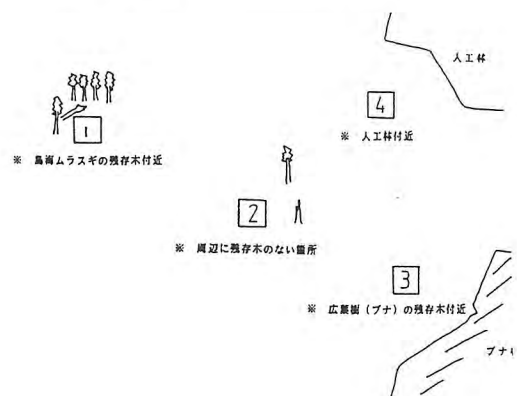 人工林
4
※ 人工林付近
1
※ 鳥海ムラスギの残存木付近
2
※ 周辺に残存木のない箇所
3
※ 広葉樹(ブナ)の残存木付近
ブナ